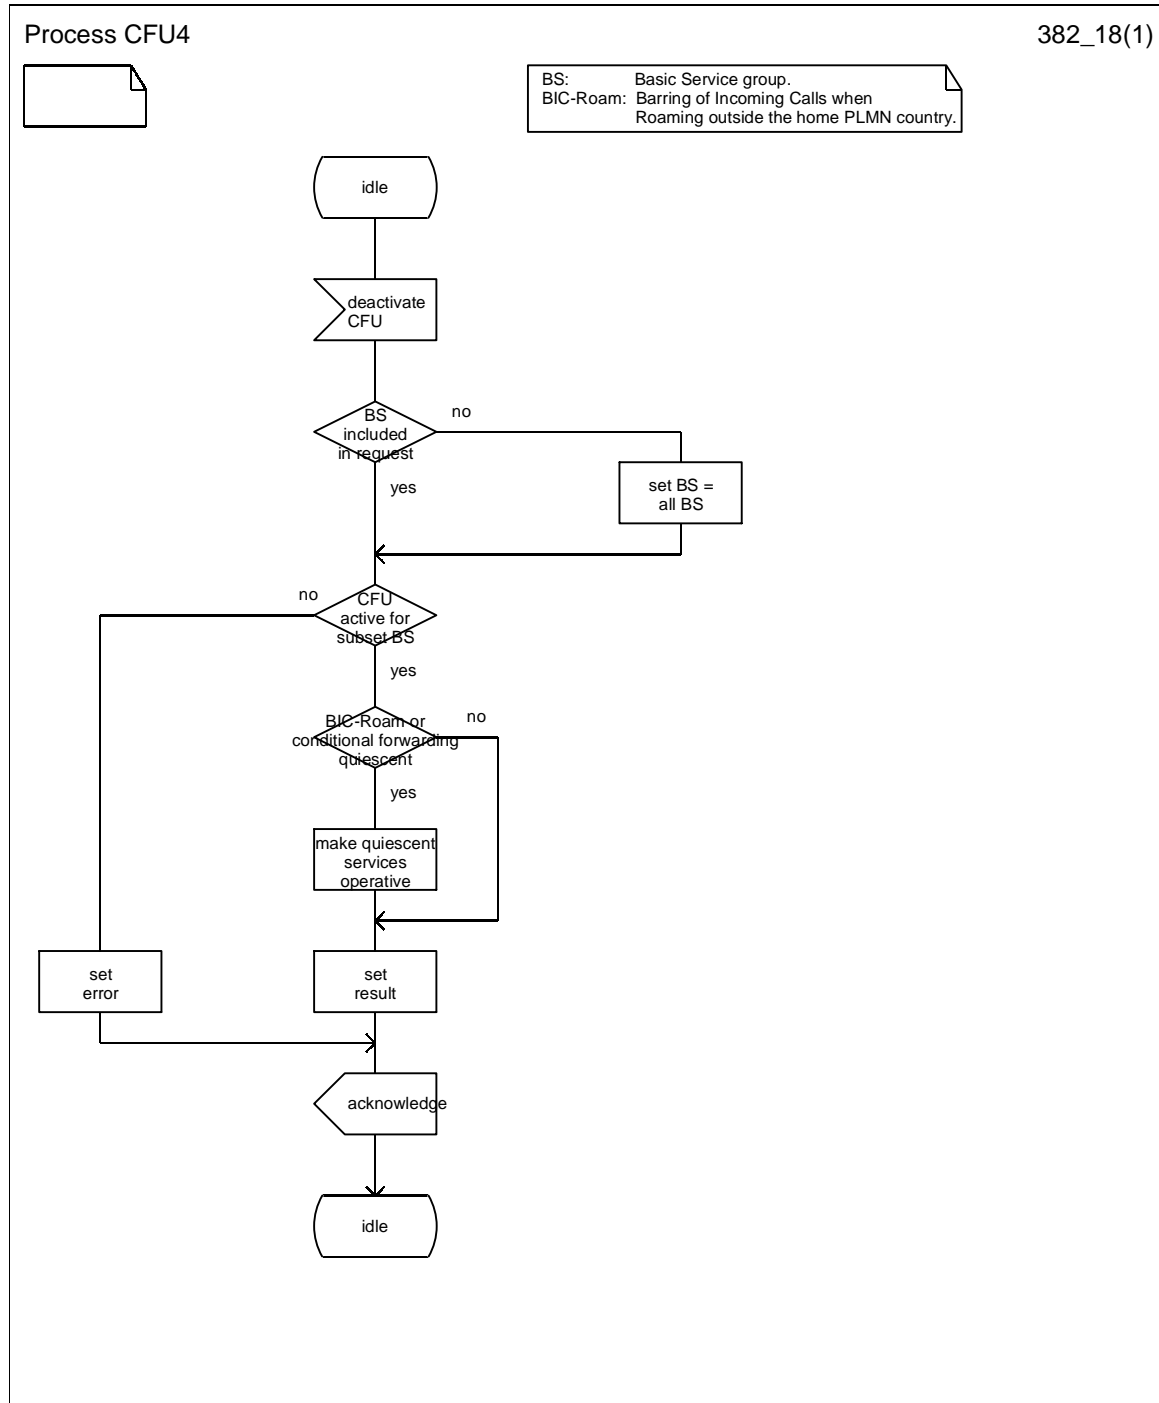 Process CFU4
382_18(1)
BS: Basic Service group.
BIC-Roam: Barring of Incoming Calls when
Roaming outside the home PLMN country.
idle
deactivate
CFU
BS
included
in request
no
yes
set BS =
all BS
no
CFU
active for
subset BS
yes
BIC-Roam or
conditional forwarding
quiescent
no
yes
make quiescent
services
operative
set
error
set
result
acknowledge
idle